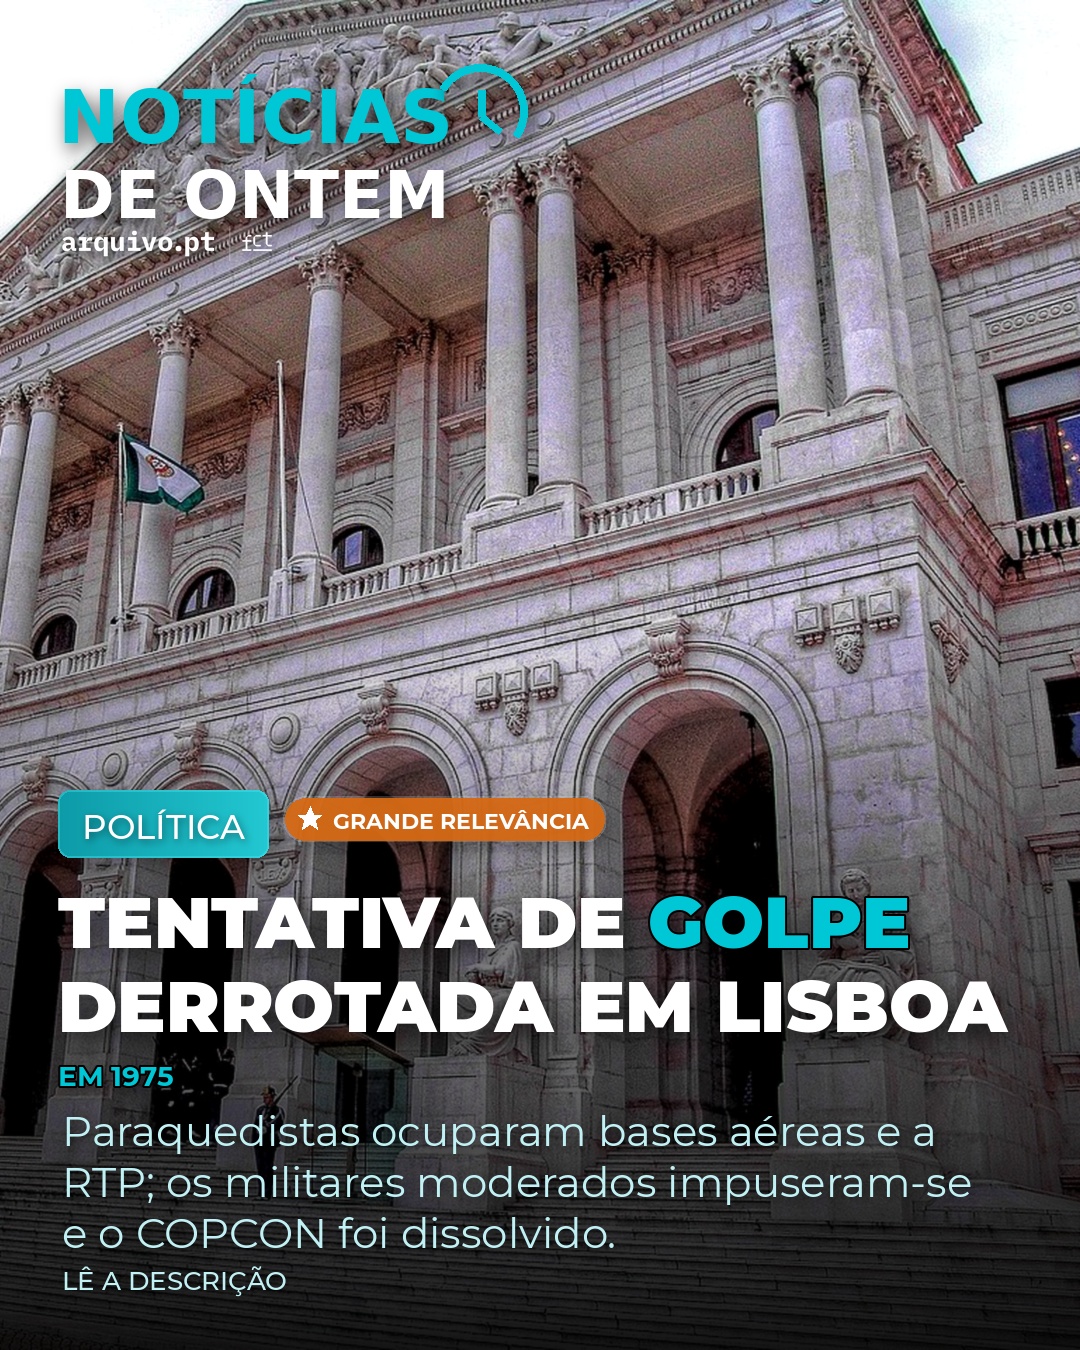 NOTÍCIAS
DE ONTEM
arquivo.pt fct
POLÍTICA
GRANDE RELEVÂNCIA
TENTATIVA DE GOLPE
DERROTADA EM LISBOA
EM 1975
Paraquedistas ocuparam bases aéreas e a
RTP; os militares moderados impuseram-se
e o COPCON foi dissolvido.
LÊ A DESCRIÇÃO